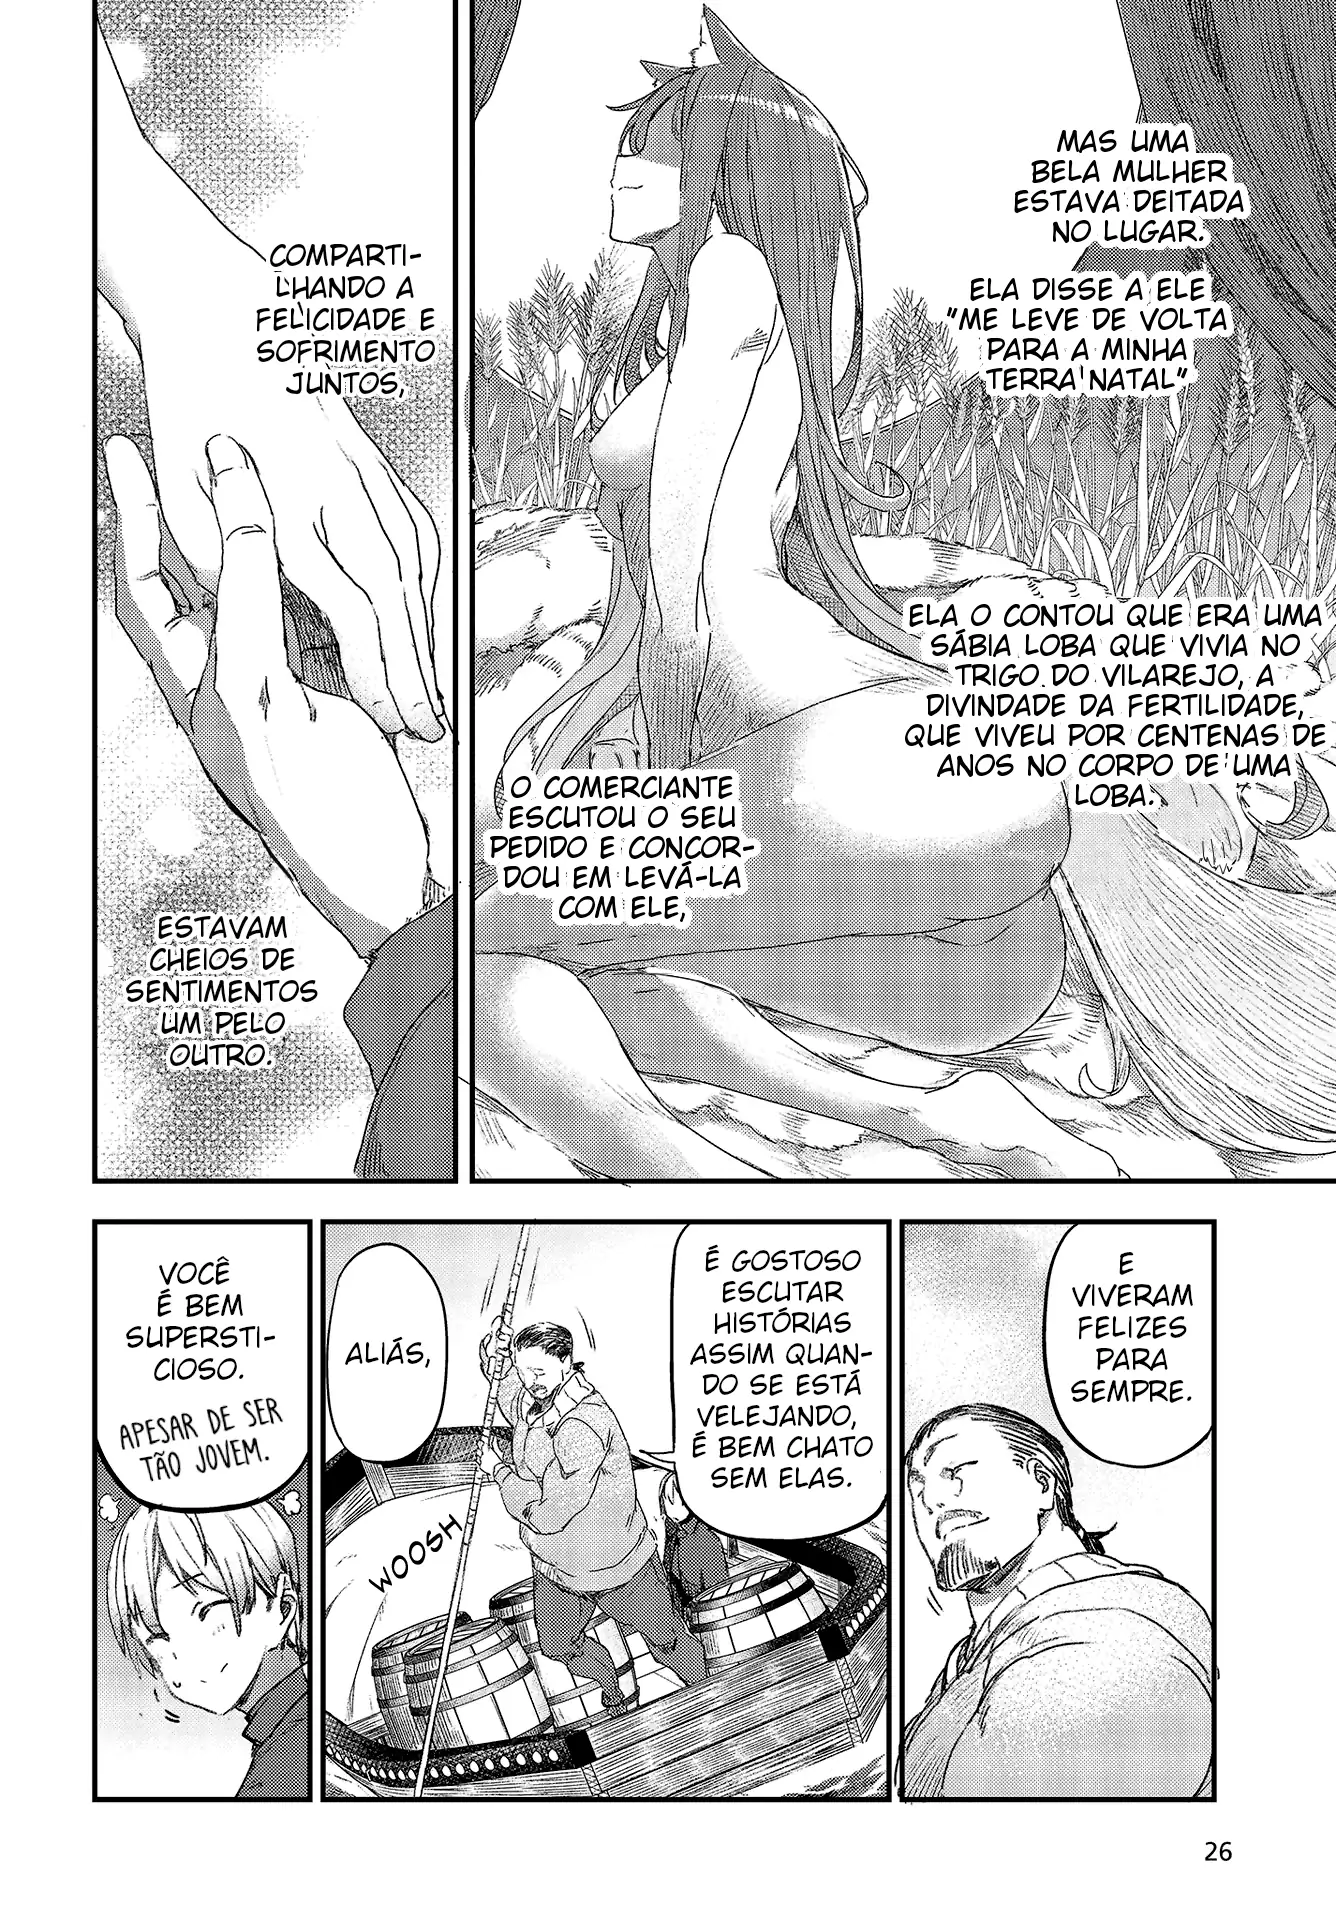 MAS UMA
BELA MULHER
ESTAVA DEITADA
NO LUGAR.
ELA DISSE A ELE
"ME LEVE DE VOLTA
PARA A MINHA
TERRA NATAL"
ELA O CONTOU QUE ERA UMA
SÁBIA LOBA QUE VIVIA NO
TRIGO DO VILAREJO, A
DIVINDADE DA FERTILIDADE,
QUE VIVEU POR CENTENAS DE
ANOS NO CORPO DE UMA
LOBA.
O COMERCIANTE
ESCUTOU O SEU
PEDIDO E CONCOR-
DOU EM LEVÁ-LA
COM ELE,
COMPARTI-
LHANDO A
FELICIDADE E
SOFRIMENTO
JUNTOS,
ESTAVAM
CHEIOS DE
SENTIMENTOS
UM PELO
OUTRO.
E
VIVERAM
FELIZES
PARA
SEMPRE.
É GOSTOSO
ESCUTAR
HISTÓRIAS
ASSIM QUAN-
DO SE ESTÁ
VELEJANDO,
É BEM CHATO
SEM ELAS.
ALIÁS,
WOOSH
VOCÊ
É BEM
SUPERSTI-
CIOSO.
APESAR DE SER
TÃO JOVEM.
26